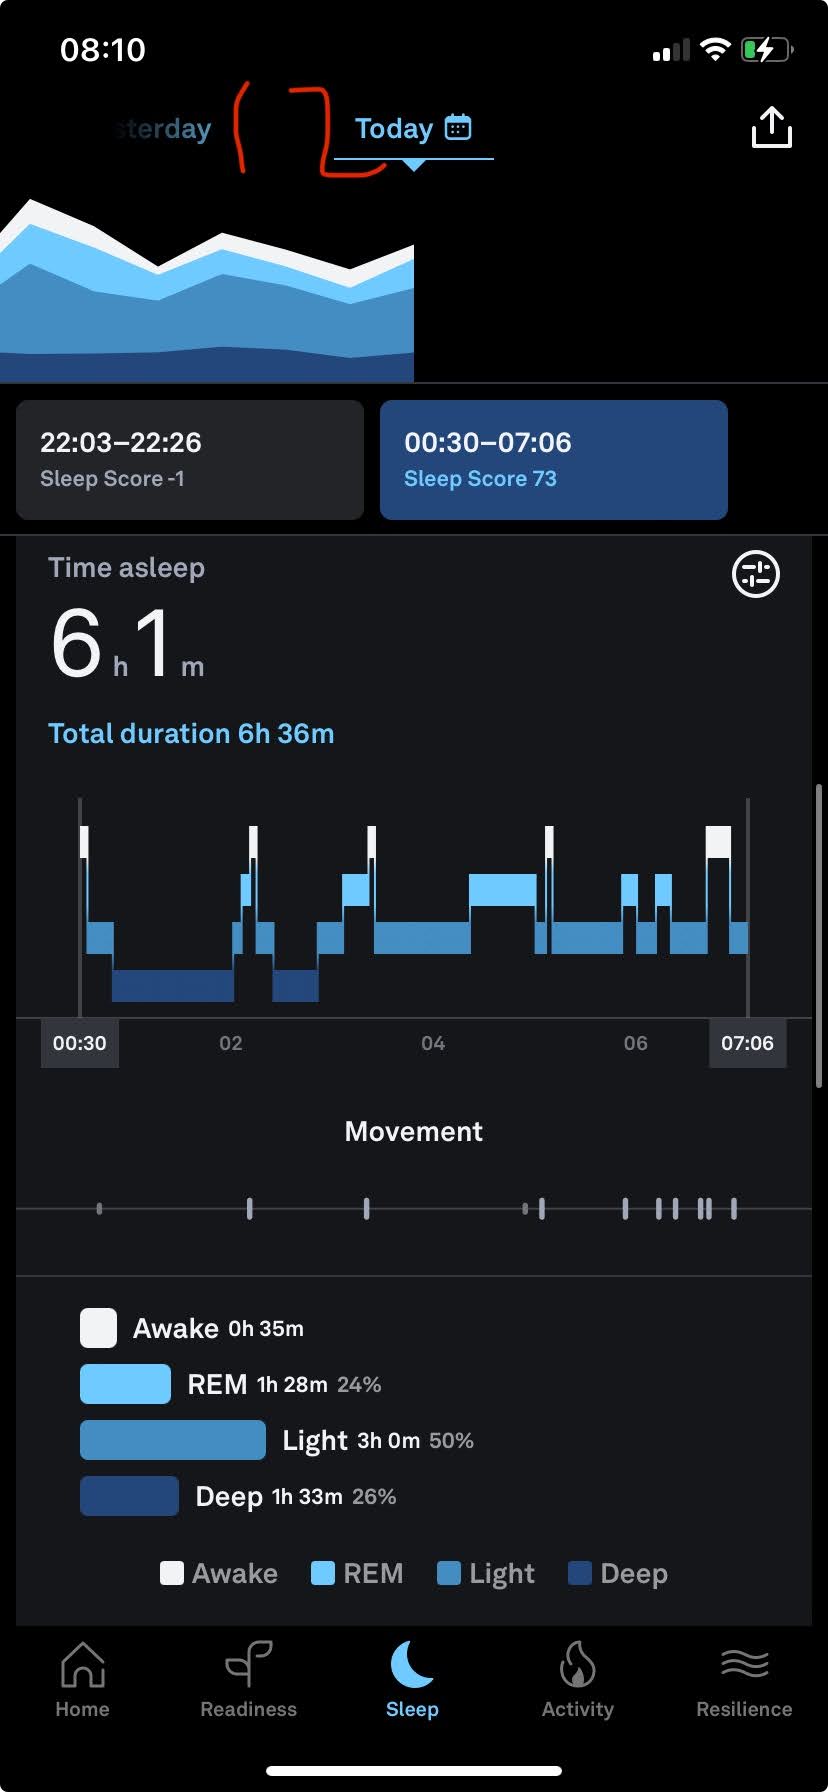 08:10
sterday Today
22:03–22:26 00:30–07:06
Sleep Score -1 Sleep Score 73
Time asleep
6h 1m
Total duration 6h 36m
00:30 02 04 06 07:06
Movement
Awake 0h 35m
REM 1h 28m 24%
Light 3h 0m 50%
Deep 1h 33m 26%
Awake REM Light Deep
Home Readiness Sleep Activity Resilience